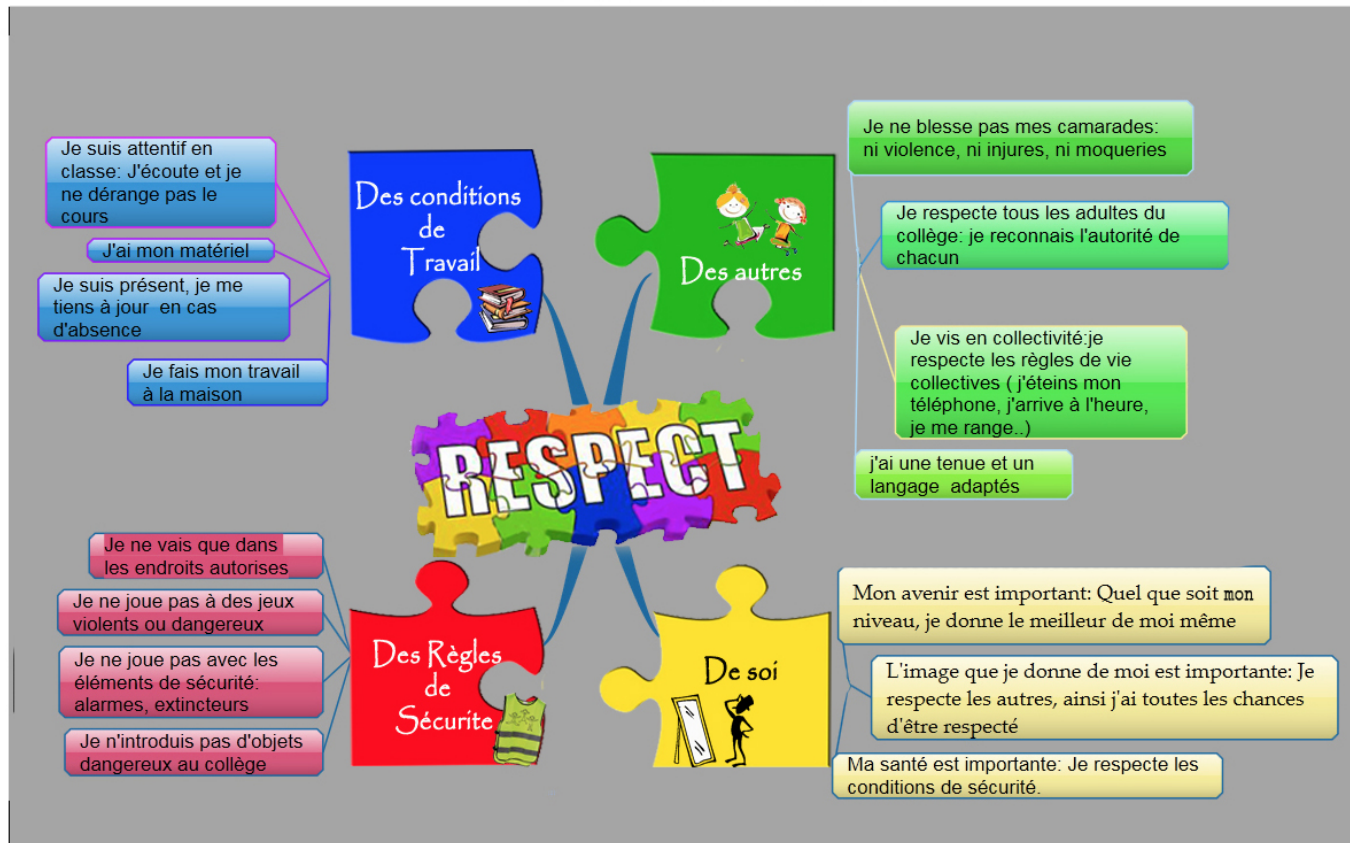 RESPECT
Des conditions
de
Travail
Je suis attentif en
classe: J'écoute et je
ne dérange pas le
cours
J'ai mon matériel
Je suis présent, je me
tiens à jour en cas
d'absence
Je fais mon travail
à la maison
Des autres
Je ne blesse pas mes camarades:
ni violence, ni injures, ni moqueries
Je respecte tous les adultes du
collège: je reconnais l'autorité de
chacun
Je vis en collectivité:je
respecte les règles de vie
collectives ( j'éteins mon
téléphone, j'arrive à l'heure,
je me range..)
j'ai une tenue et un
langage adaptés
Des Règles
de
Sécurite
Je ne vais que dans
les endroits autorises
Je ne joue pas à des jeux
violents ou dangereux
Je ne joue pas avec les
éléments de sécurité:
alarmes, extincteurs
Je n'introduis pas d'objets
dangereux au collège
De soi
Mon avenir est important: Quel que soit mon
niveau, je donne le meilleur de moi même
L'image que je donne de moi est importante: Je
respecte les autres, ainsi j'ai toutes les chances
d'être respecté
Ma santé est importante: Je respecte les
conditions de sécurité.